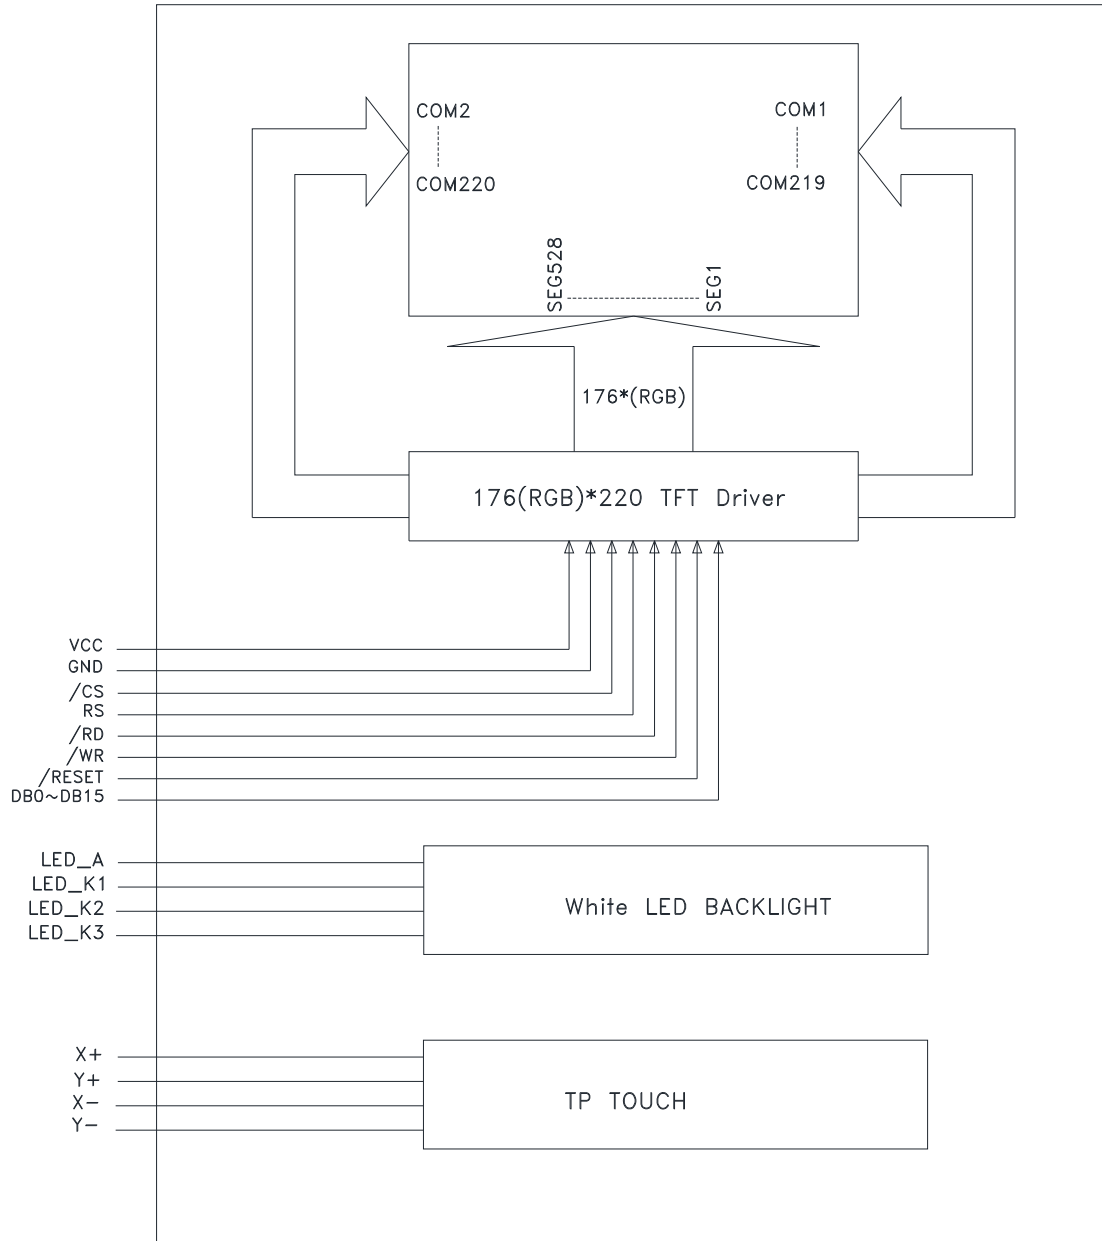 COM2
COM1
COM220
COM219
SEG528
SEG1
176*(RGB)
176(RGB)*220 TFT Driver
VCC
GND
/CS
RS
/RD
/WR
/RESET
DB0~DB15
LED_A
LED_K1
LED_K2
LED_K3
White LED BACKLIGHT
X+
Y+
X-
Y-
TP TOUCH